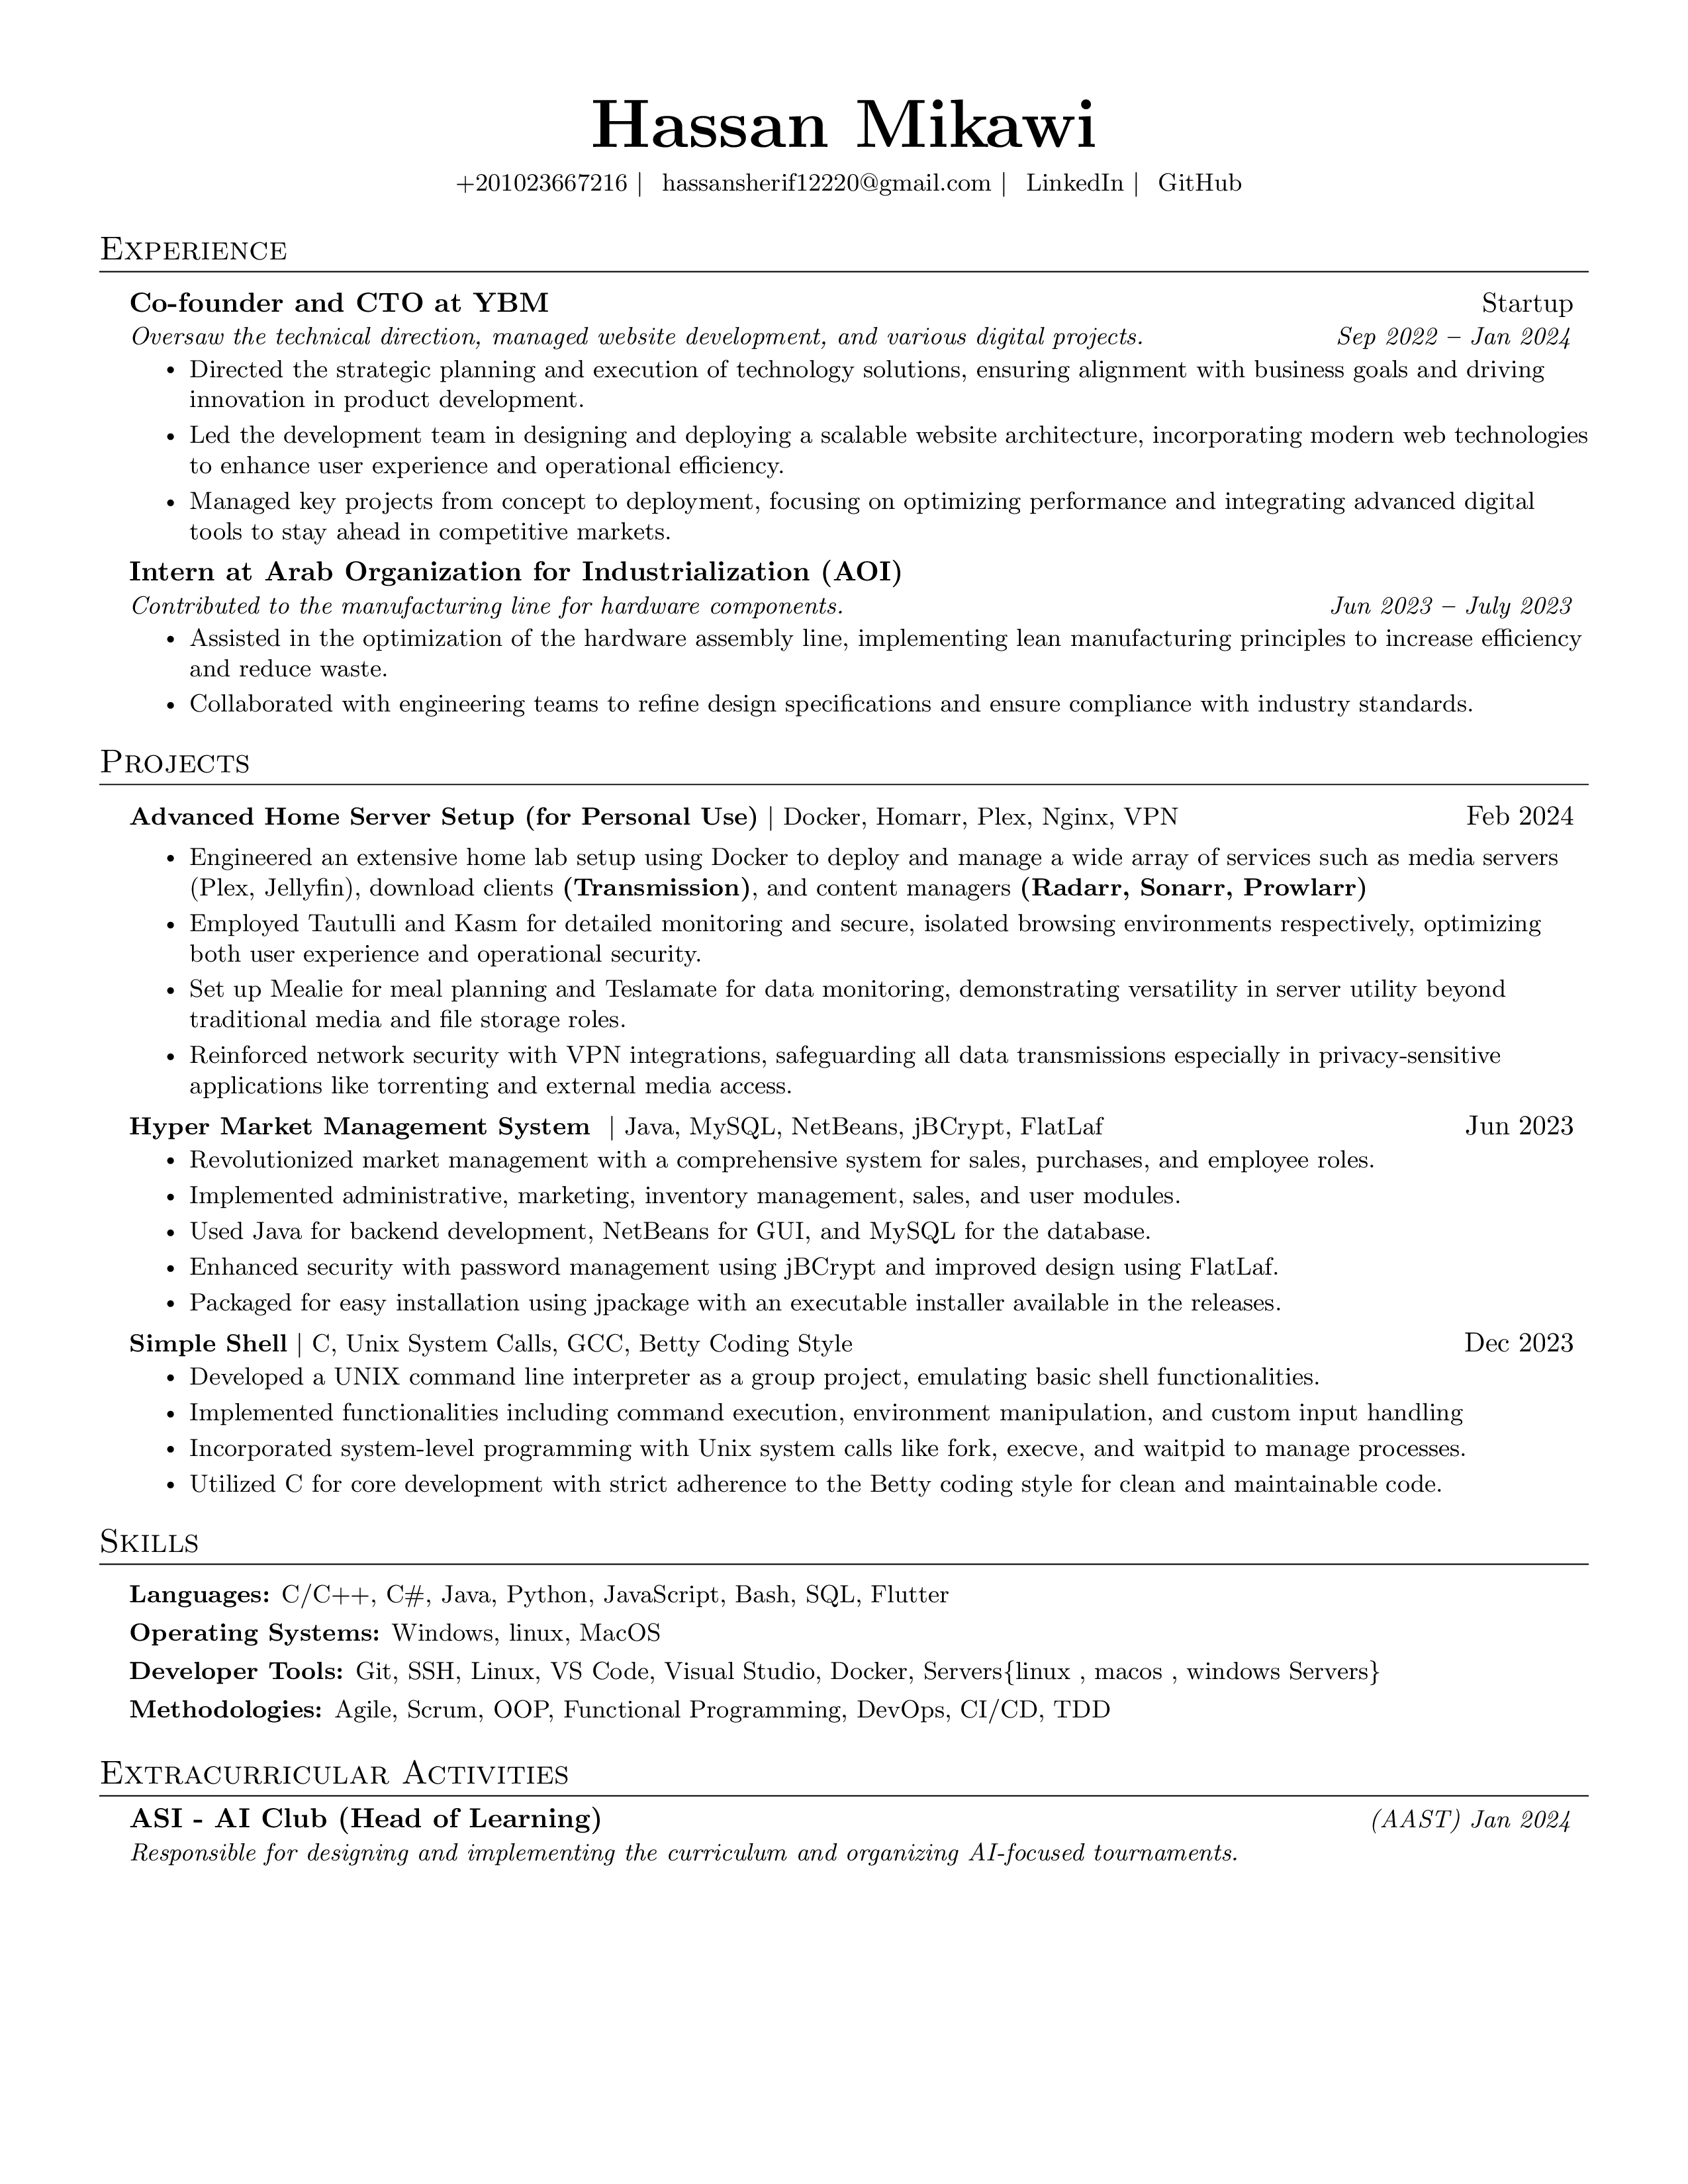 Hassan Mikawi
+201023667216 | hassansherif12220@gmail.com | LinkedIn | GitHub
Experience
Co-founder and CTO at YBM Startup
Oversaw the technical direction, managed website development, and various digital projects. Sep 2022 – Jan 2024
• Directed the strategic planning and execution of technology solutions, ensuring alignment with business goals and driving
innovation in product development.
• Led the development team in designing and deploying a scalable website architecture, incorporating modern web technologies
to enhance user experience and operational efficiency.
• Managed key projects from concept to deployment, focusing on optimizing performance and integrating advanced digital
tools to stay ahead in competitive markets.
Intern at Arab Organization for Industrialization (AOI)
Contributed to the manufacturing line for hardware components. Jun 2023 – July 2023
• Assisted in the optimization of the hardware assembly line, implementing lean manufacturing principles to increase efficiency
and reduce waste.
• Collaborated with engineering teams to refine design specifications and ensure compliance with industry standards.
Projects
Advanced Home Server Setup (for Personal Use) | Docker, Homarr, Plex, Nginx, VPN Feb 2024
• Engineered an extensive home lab setup using Docker to deploy and manage a wide array of services such as media servers
(Plex, Jellyfin), download clients (Transmission), and content managers (Radarr, Sonarr, Prowlarr)
• Employed Tautulli and Kasm for detailed monitoring and secure, isolated browsing environments respectively, optimizing
both user experience and operational security.
• Set up Mealie for meal planning and Teslamate for data monitoring, demonstrating versatility in server utility beyond
traditional media and file storage roles.
• Reinforced network security with VPN integrations, safeguarding all data transmissions especially in privacy-sensitive
applications like torrenting and external media access.
Hyper Market Management System | Java, MySQL, NetBeans, jBCrypt, FlatLaf Jun 2023
• Revolutionized market management with a comprehensive system for sales, purchases, and employee roles.
• Implemented administrative, marketing, inventory management, sales, and user modules.
• Used Java for backend development, NetBeans for GUI, and MySQL for the database.
• Enhanced security with password management using jBCrypt and improved design using FlatLaf.
• Packaged for easy installation using jpackage with an executable installer available in the releases.
Simple Shell | C, Unix System Calls, GCC, Betty Coding Style Dec 2023
• Developed a UNIX command line interpreter as a group project, emulating basic shell functionalities.
• Implemented functionalities including command execution, environment manipulation, and custom input handling
• Incorporated system-level programming with Unix system calls like fork, execve, and waitpid to manage processes.
• Utilized C for core development with strict adherence to the Betty coding style for clean and maintainable code.
Skills
Languages: C/C++, C#, Java, Python, JavaScript, Bash, SQL, Flutter
Operating Systems: Windows, linux, MacOS
Developer Tools: Git, SSH, Linux, VS Code, Visual Studio, Docker, Servers{linux , macos , windows Servers}
Methodologies: Agile, Scrum, OOP, Functional Programming, DevOps, CI/CD, TDD
Extracurricular Activities
ASI - AI Club (Head of Learning) (AAST) Jan 2024
Responsible for designing and implementing the curriculum and organizing AI-focused tournaments.